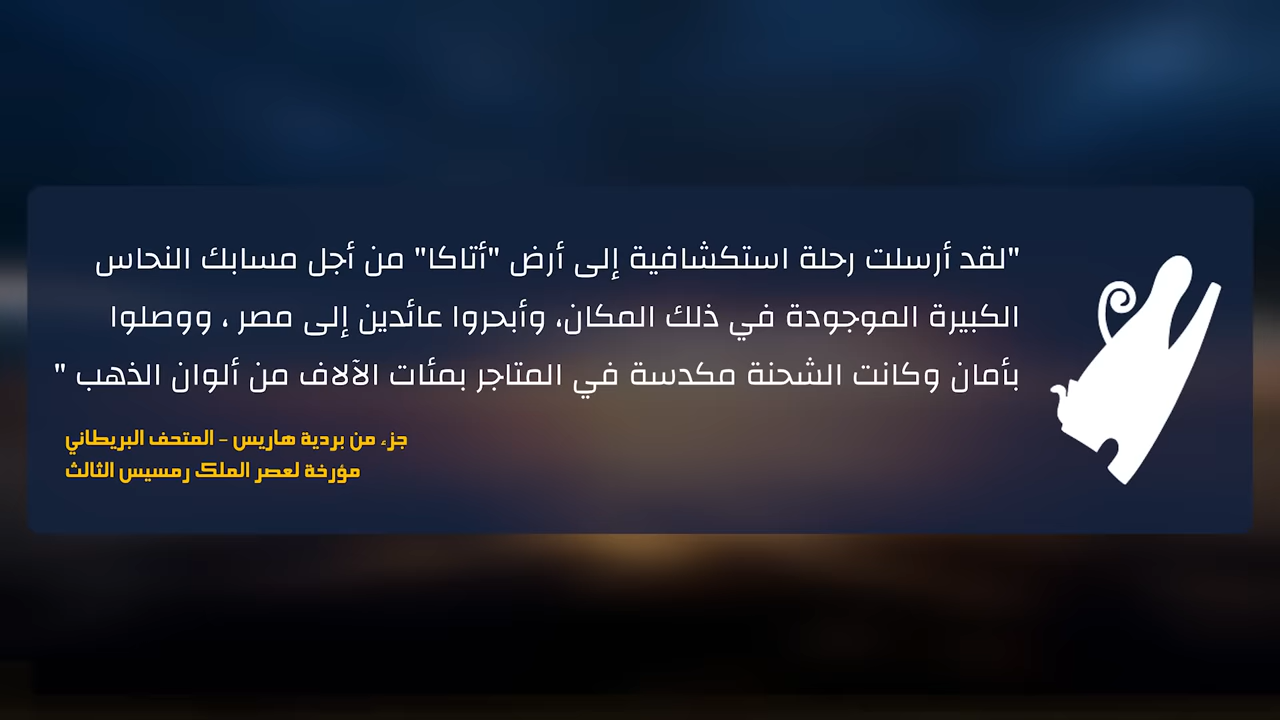 "لقد أرسلت رحلة استكشافية إلى أرض "أتاكا" من أجل مسابك النحاس
الكبيرة الموجودة في ذلك المكان، وأبحروا عائدين إلى مصر ، ووصلوا
بأمان وكانت الشحنة مكدسة في المتاجر بمئات الآلاف من ألوان الذهب "
جزء من بردية هاريس - المتحف البريطاني
مؤرخة لعصر الملك رمسيس الثالث